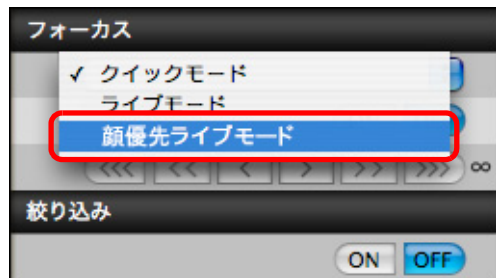 フォーカス
✓ クイックモード
ライブモード
顔優先ライブモード
<<< << < > >> >>> ∞
絞り込み
ON OFF